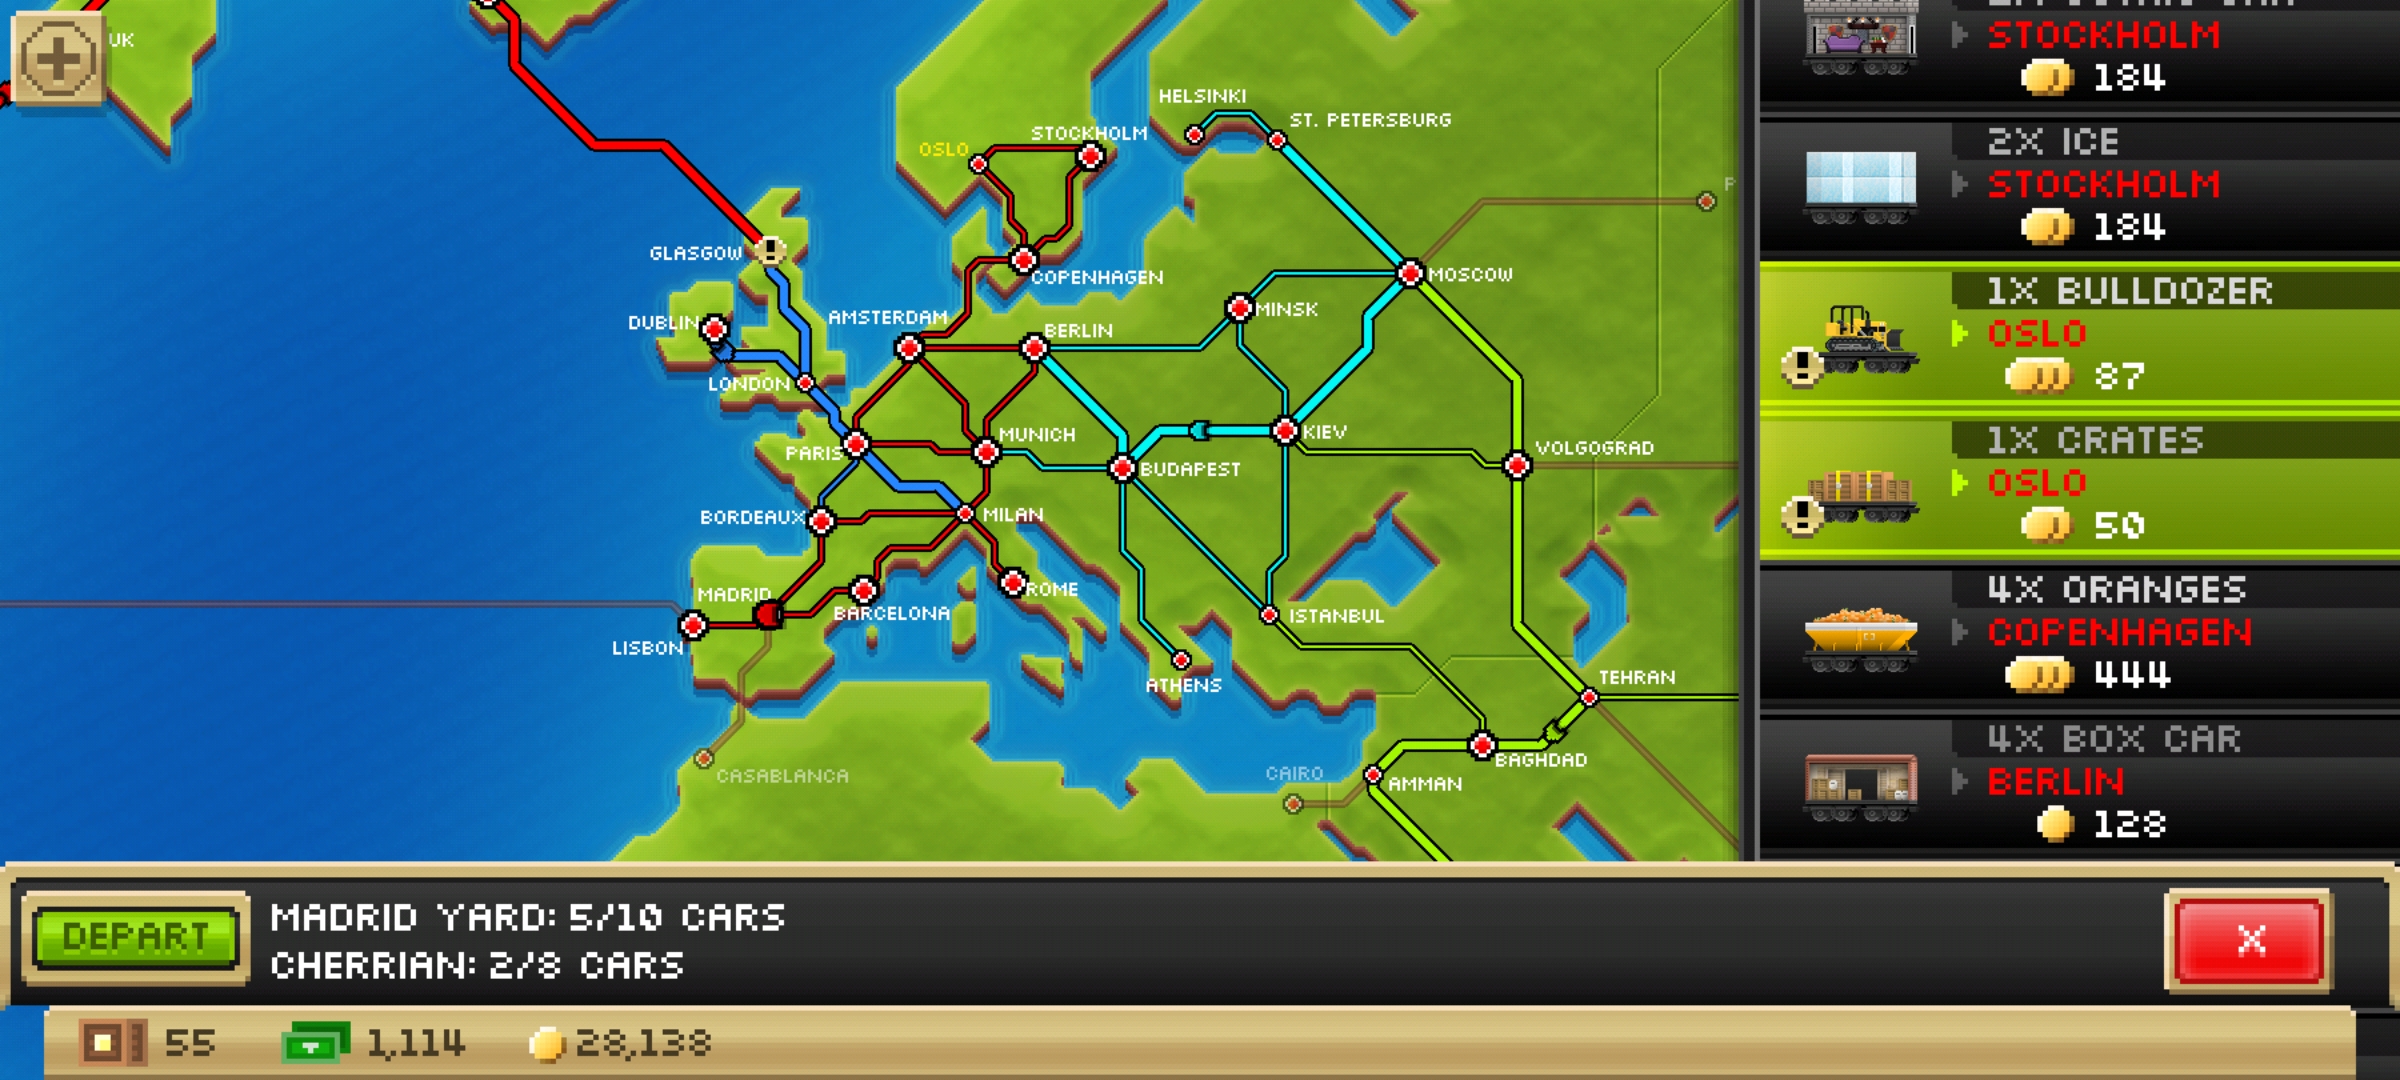 UK
HELSINKI
ST. PETERSBURG
STOCKHOLM
OSLO
GLASGOW
COPENHAGEN
MOSCOW
DUBLIN
AMSTERDAM
BERLIN
MINSK
LONDON
PARIS
MUNICH
KIEV
BUDAPEST
VOLGOGRAD
BORDEAUX
MILAN
MADRID
BARCELONA
ROME
ISTANBUL
LISBON
ATHENS
TEHRAN
CASABLANCA
CAIRO
AMMAN
BAGHDAD
P
STOCKHOLM
184
2X ICE
STOCKHOLM
184
1X BULLDOZER
OSLO
87
1X CRATES
OSLO
50
4X ORANGES
COPENHAGEN
444
4X BOX CAR
BERLIN
128
DEPART
MADRID YARD: 5/10 CARS
CHERRIAN: 2/8 CARS
X
55
1,114
28,138